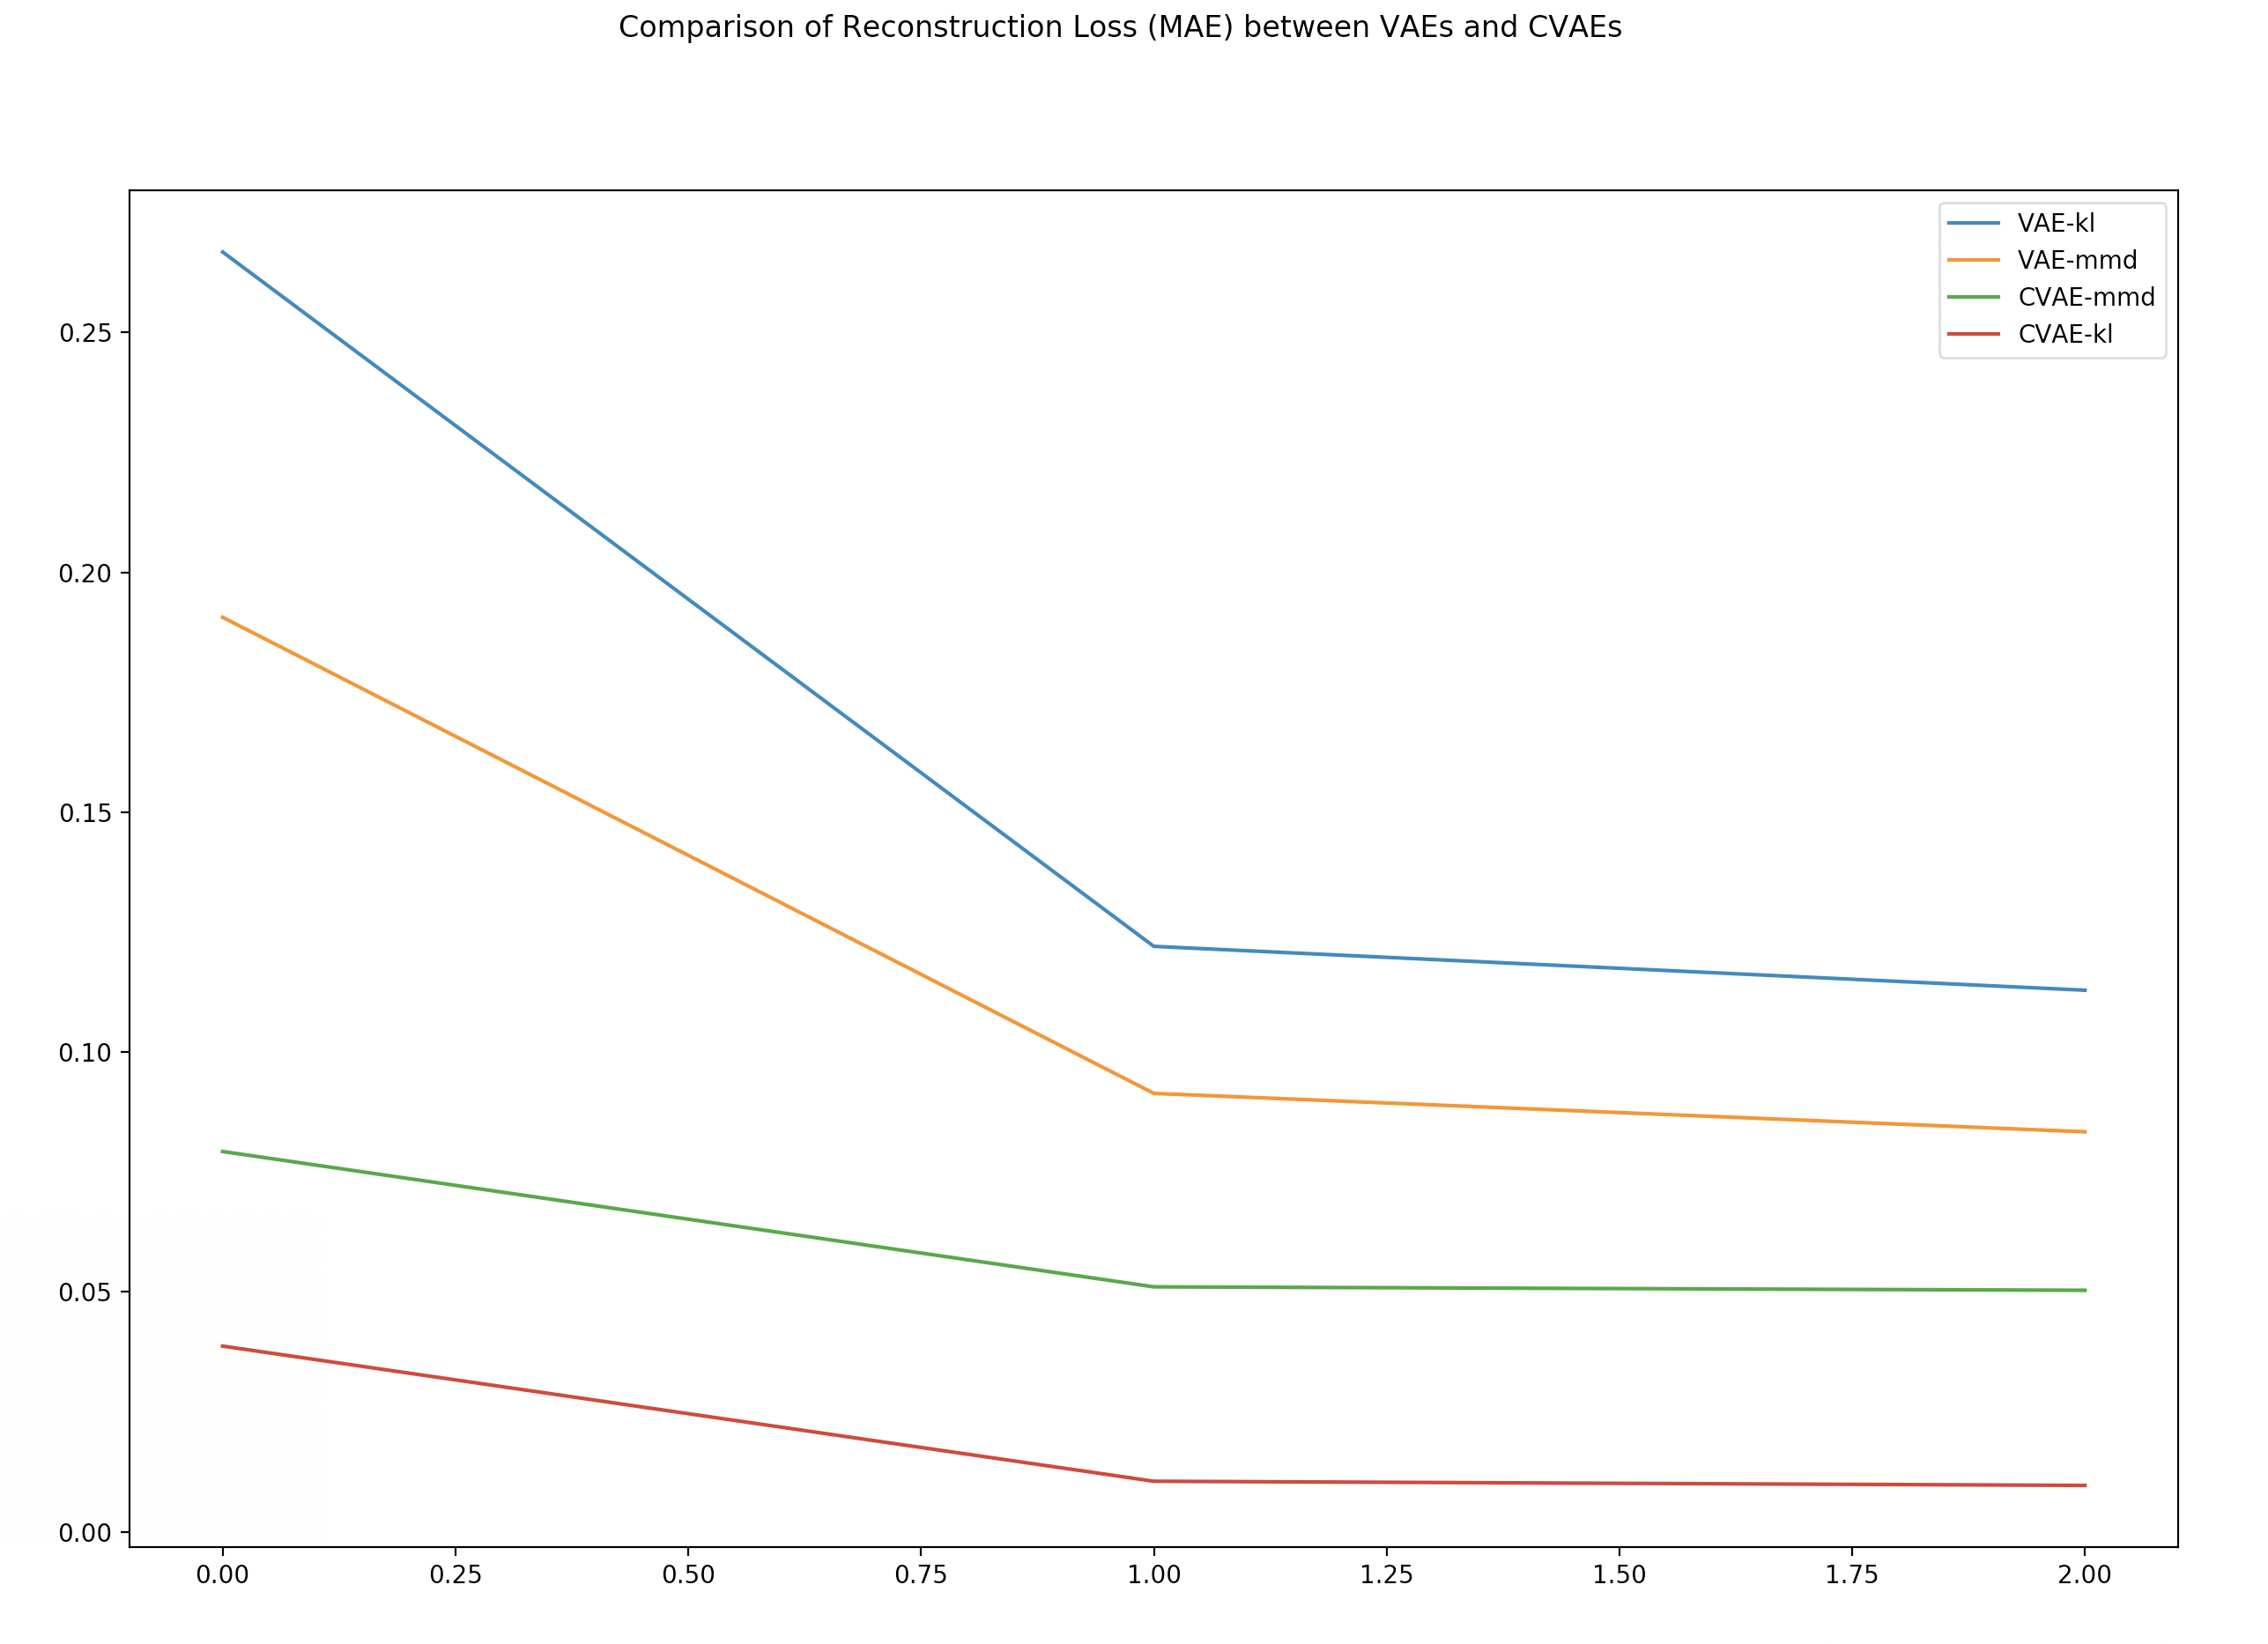 Comparison of Reconstruction Loss (MAE) between VAEs and CVAEs
VAE-kl
VAE-mmd
CVAE-mmd
CVAE-kl
0.25
0.20
0.15
0.10
0.05
0.00
0.00 0.25 0.50 0.75 1.00 1.25 1.50 1.75 2.00